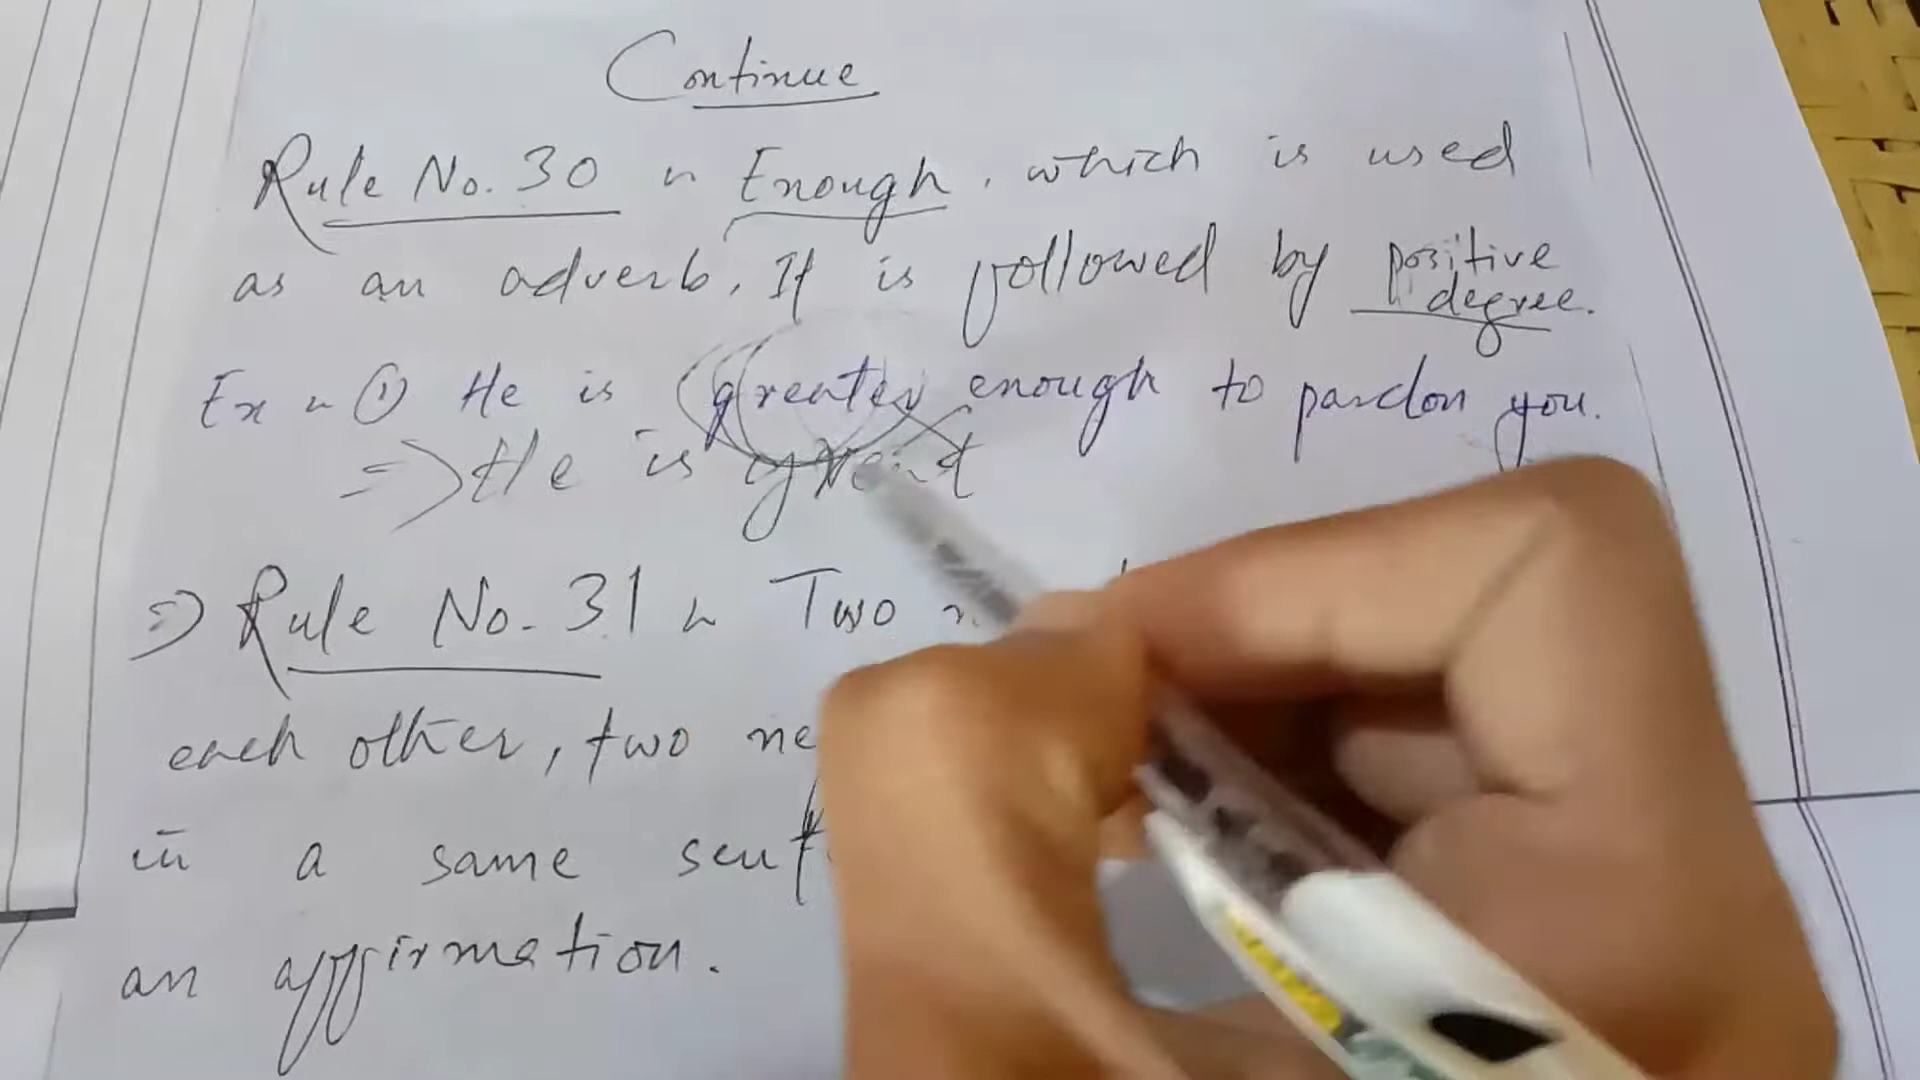 Continue
Rule No. 30 ~ Enough, which is used
as an adverb, It is followed by positive
degree.
Ex ~ ① He is greater enough to pardon you.
=> He is great
=> Rule No. 31 ~ Two
each other, two ne
in a same sent
an affirmation.